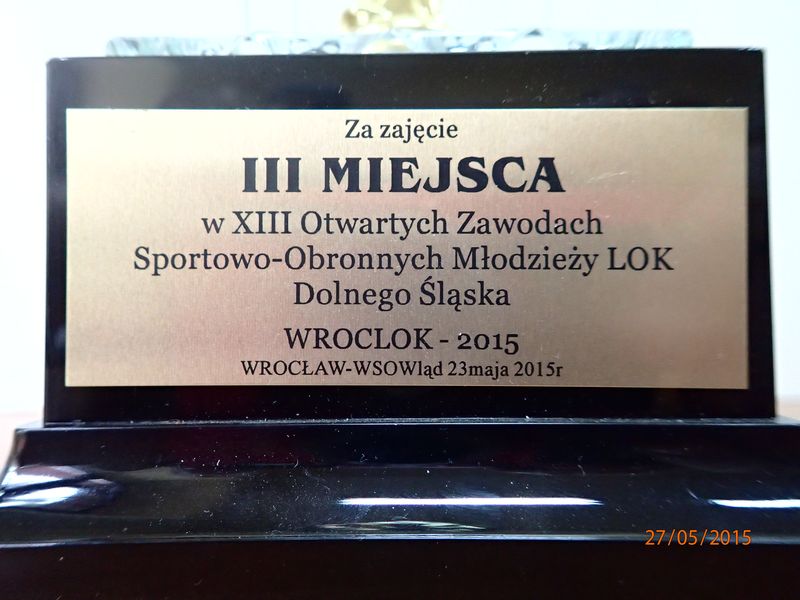 Za zajęcie
III MIEJSCA
w XIII Otwartych Zawodach
Sportowo-Obronnych Młodzieży LOK
Dolnego Śląska
WROCLOK - 2015
WROCŁAW-WSOWląd 23maja 2015r
27/05/2015